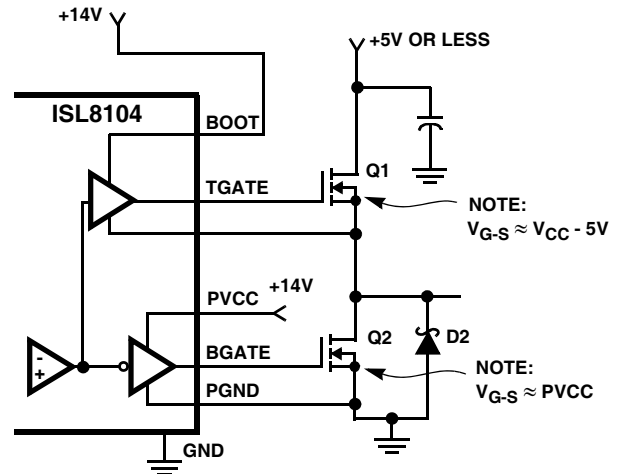 +14V
+5V OR LESS
ISL8104
BOOT
Q1
TGATE
NOTE:
VG-S ≈ VCC - 5V
+14V
PVCC
Q2
D2
BGATE
NOTE:
VG-S ≈ PVCC
PGND
-
+
GND